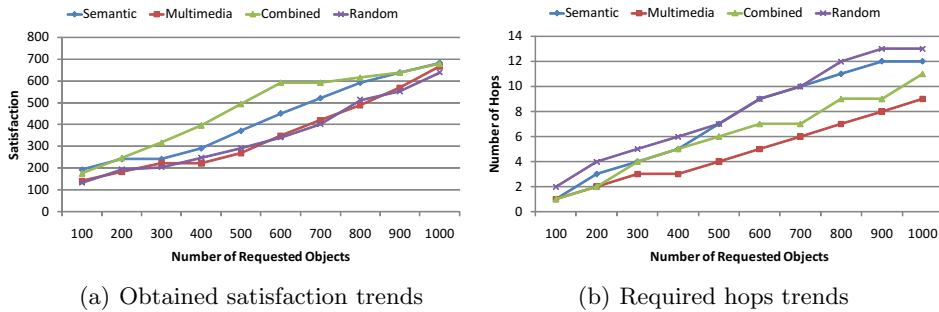 Semantic Multimedia Combined Random
800
700
600
500
400
300
200
100
0
Satisfaction
100 200 300 400 500 600 700 800 900 1000
Number of Requested Objects
(a) Obtained satisfaction trends
Semantic Multimedia Combined Random
14
12
10
8
6
4
2
0
Number of Hops
100 200 300 400 500 600 700 800 900 1000
Number of Requested Objects
(b) Required hops trends